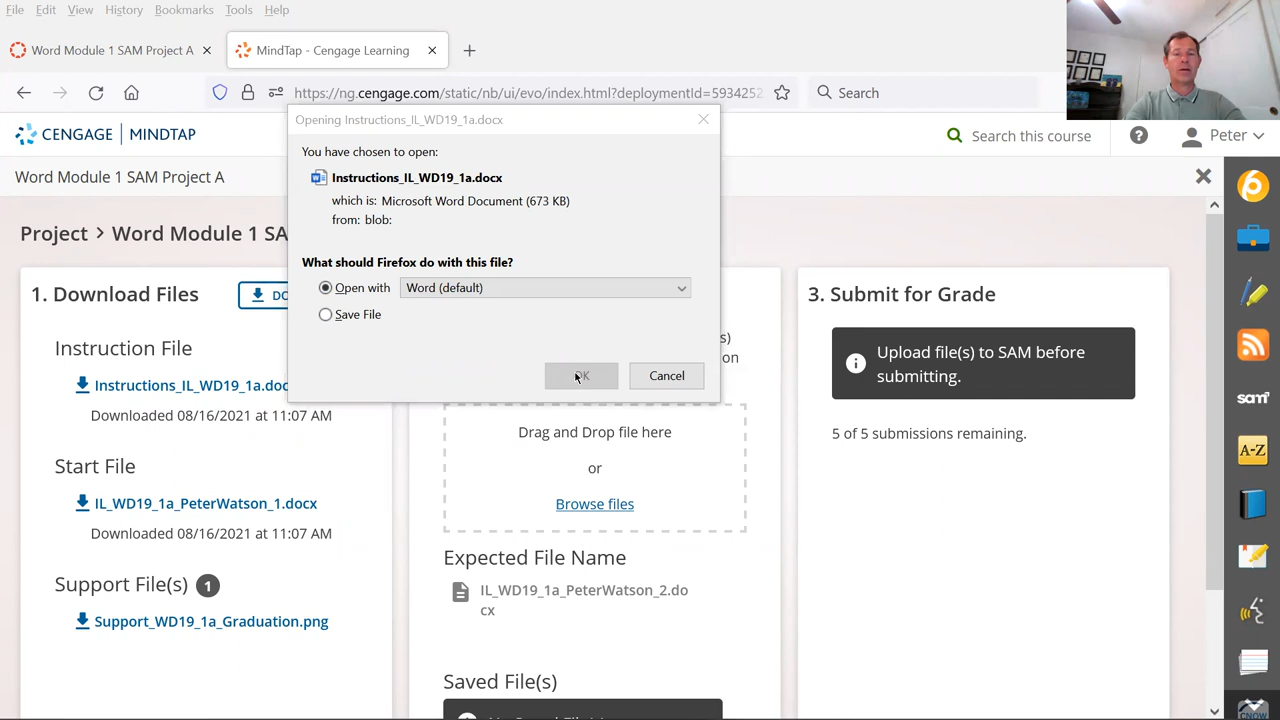 File Edit View History Bookmarks Tools Help
Word Module 1 SAM Project A
MindTap - Cengage Learning
https://ng.cengage.com/static/nb/ui/evo/index.html?deploymentId=5934252
Search
CENGAGE | MINDTAP
Search this course
Peter
Word Module 1 SAM Project A
Project > Word Module 1 SA
Opening Instructions_IL_WD19_1a.docx
You have chosen to open:
Instructions_IL_WD19_1a.docx
which is: Microsoft Word Document (673 KB)
from: blob:
What should Firefox do with this file?
Open with Word (default)
Save File
OK Cancel
1. Download Files
DO
Instruction File
Instructions_IL_WD19_1a.doc
Downloaded 08/16/2021 at 11:07 AM
Start File
IL_WD19_1a_PeterWatson_1.docx
Downloaded 08/16/2021 at 11:07 AM
Support File(s) 1
Support_WD19_1a_Graduation.png
s)
on
Drag and Drop file here
or
Browse files
Expected File Name
IL_WD19_1a_PeterWatson_2.do
cx
Saved File(s)
3. Submit for Grade
Upload file(s) to SAM before
submitting.
5 of 5 submissions remaining.
6
sam
A-Z
CNOW